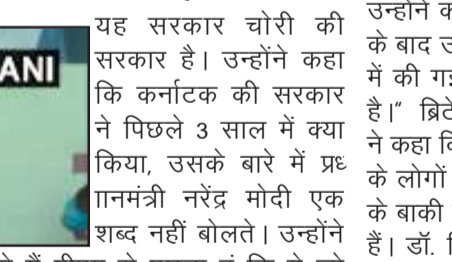 ANI
यह सरकार चोरी की
सरकार है। उन्होंने कहा
कि कर्नाटक की सरकार
ने पिछले 3 साल में क्या
किया, उसके बारे में प्रध
ानमंत्री नरेंद्र मोदी एक
शब्द नहीं बोलते। उन्होंने
उन्होंने
के बाद
में की
है।” ब्रिटे
ने कहा
के लोगों
के बाकी
हैं। डॉ.